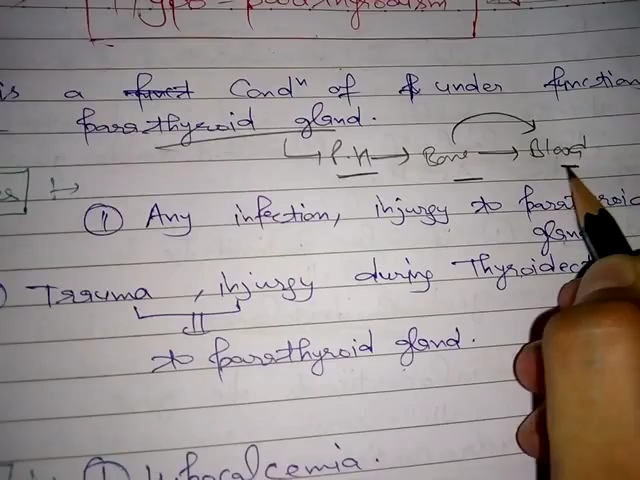 Hypo - parathyroidism
is a Condⁿ of under function
parathyroid gland.
↳ P.H → Bone → Blood
① Any infection, injury to parathyroid
gland
Trauma, injury during Thyroidec
to parathyroid gland.
① Hypocalcemia.